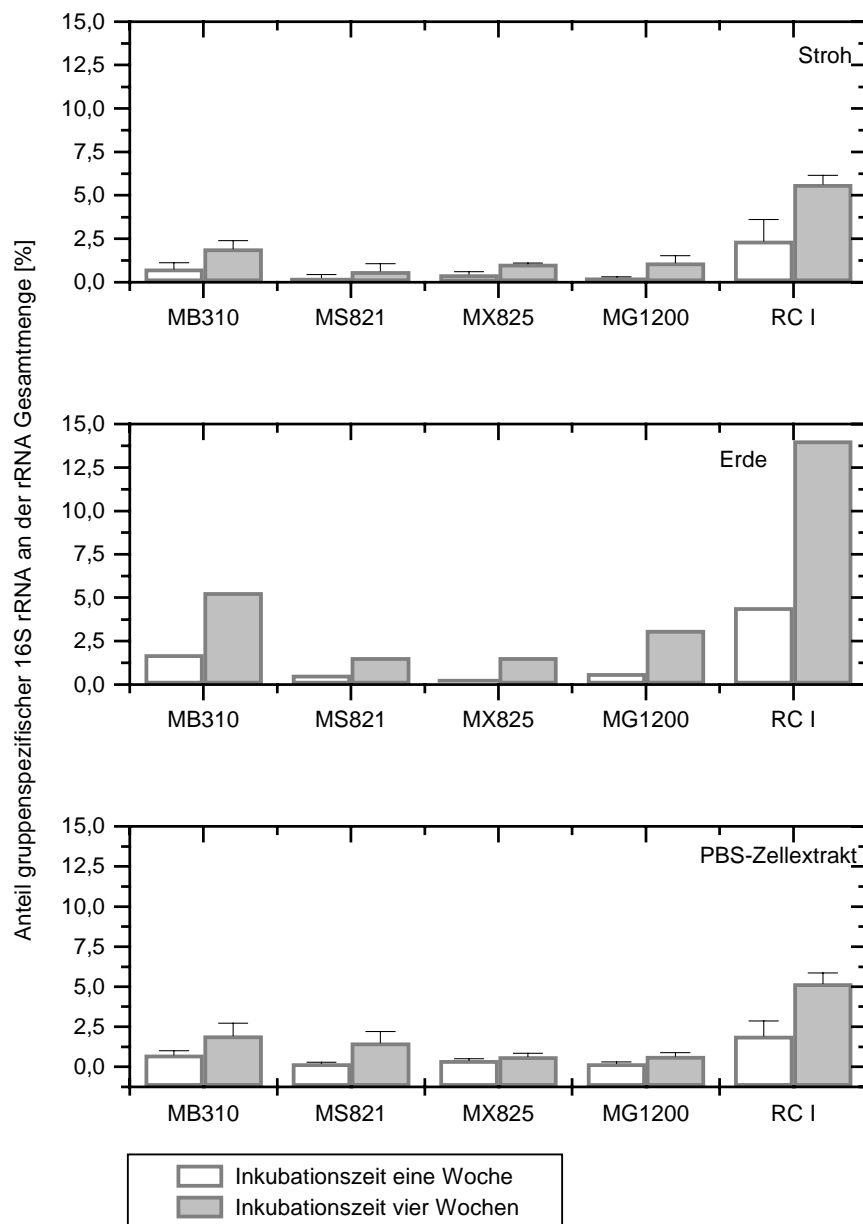 Anteil gruppenspezifischer 16S rRNA an der rRNA Gesamtmenge [%]
15,0
12,5
10,0
7,5
5,0
2,5
0,0
Stroh
MB310 MS821 MX825 MG1200 RC I
15,0
12,5
10,0
7,5
5,0
2,5
0,0
Erde
MB310 MS821 MX825 MG1200 RC I
15,0
12,5
10,0
7,5
5,0
2,5
0,0
PBS-Zellextrakt
MB310 MS821 MX825 MG1200 RC I
Inkubationszeit eine Woche
Inkubationszeit vier Wochen